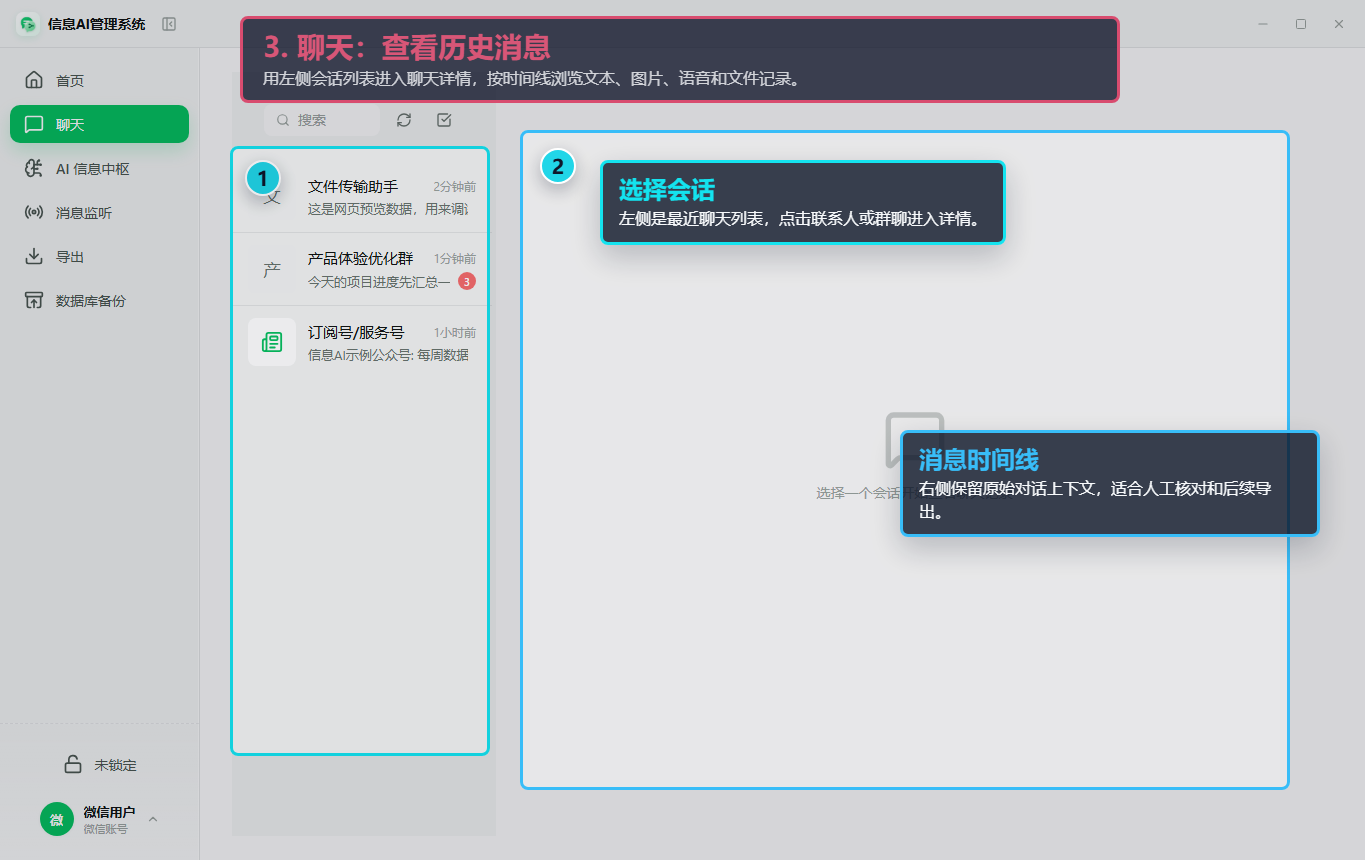 信息AI管理系统
3. 聊天：查看历史消息
用左侧会话列表进入聊天详情，按时间线浏览文本、图片、语音和文件记录。
首页
聊天
AI 信息中枢
消息监听
导出
数据库备份
未锁定
微
微信用户
微信账号
搜索
1
文
文件传输助手
2分钟前
这是网页预览数据，用来调
产
产品体验优化群
1分钟前
今天的项目进度先汇总一
3
订阅号/服务号
1小时前
信息AI示例公众号: 每周数据
2
选择会话
左侧是最近聊天列表，点击联系人或群聊进入详情。
选择一个会话
消息时间线
右侧保留原始对话上下文，适合人工核对和后续导
出。